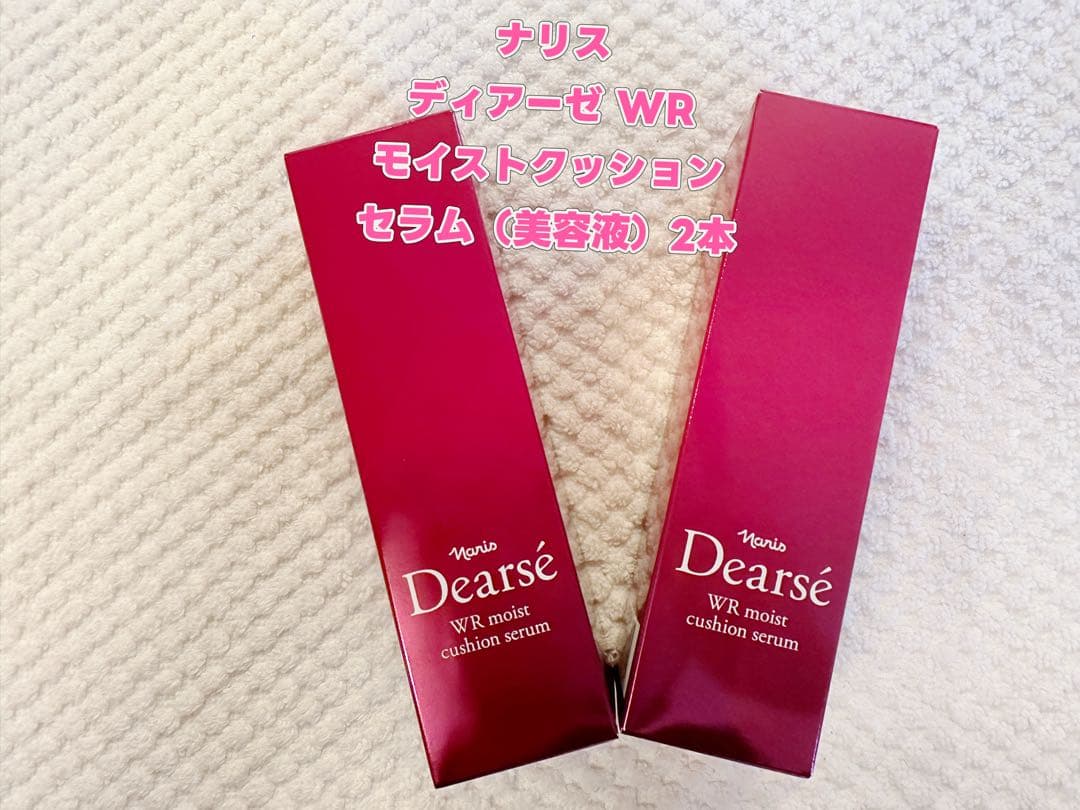 ナリス
ディアーゼ WR
モイストクッション
セラム（美容液）2本
Naris
Dearsé
WR moist
cushion serum
Naris
Dearsé
WR moist
cushion serum